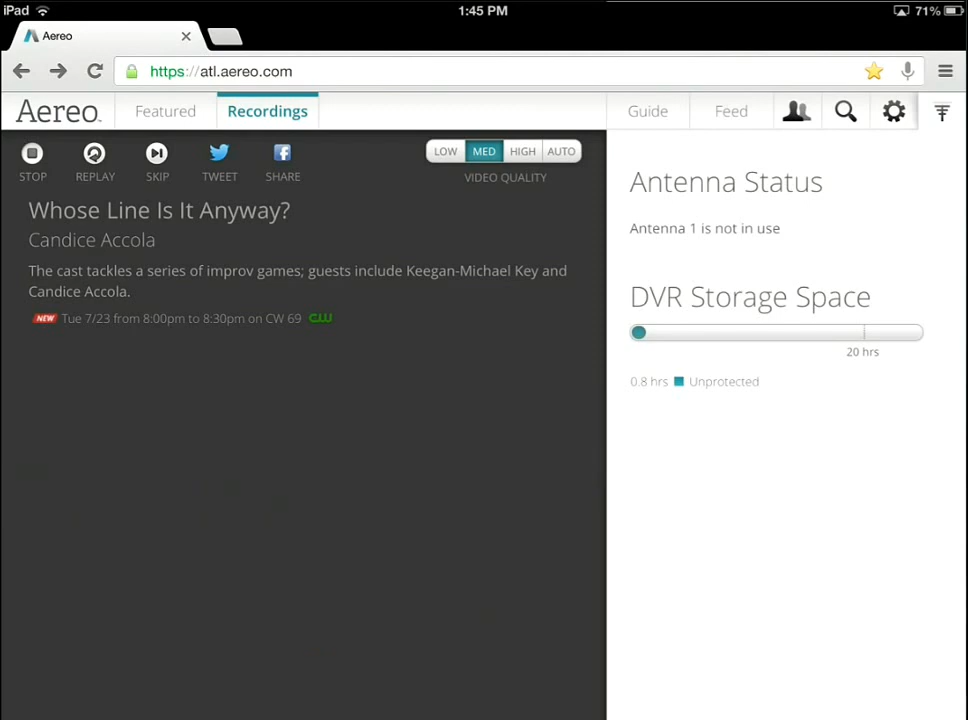 iPad 1:45 PM 71%
Aereo
https://atl.aereo.com
Aereo Featured Recordings Guide Feed
STOP REPLAY SKIP TWEET SHARE
LOW MED HIGH AUTO
VIDEO QUALITY
Whose Line Is It Anyway?
Candice Accola
The cast tackles a series of improv games; guests include Keegan-Michael Key and
Candice Accola.
NEW Tue 7/23 from 8:00pm to 8:30pm on CW 69 CW
Antenna Status
Antenna 1 is not in use
DVR Storage Space
20 hrs
0.8 hrs Unprotected